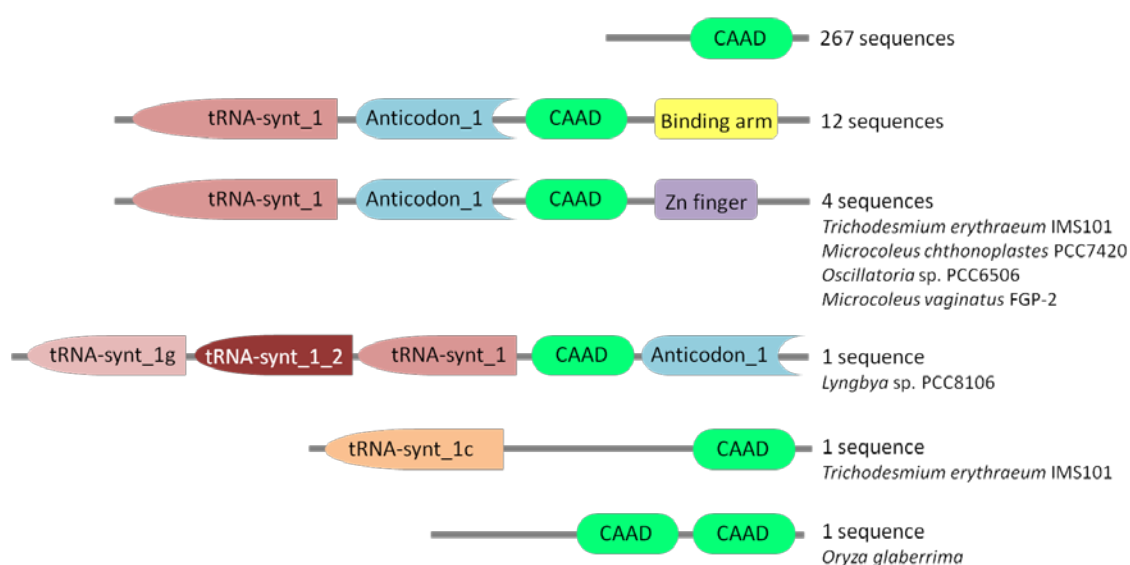 CAAD
267 sequences
tRNA-synt_1 Anticodon_1 CAAD Binding arm
12 sequences
tRNA-synt_1 Anticodon_1 CAAD Zn finger
4 sequences
Trichodesmium erythraeum IMS101
Microcoleus chthonoplastes PCC7420
Oscillatoria sp. PCC6506
Microcoleus vaginatus FGP-2
tRNA-synt_1g tRNA-synt_1_2 tRNA-synt_1 CAAD Anticodon_1
1 sequence
Lyngbya sp. PCC8106
tRNA-synt_1c CAAD
1 sequence
Trichodesmium erythraeum IMS101
CAAD CAAD
1 sequence
Oryza glaberrima